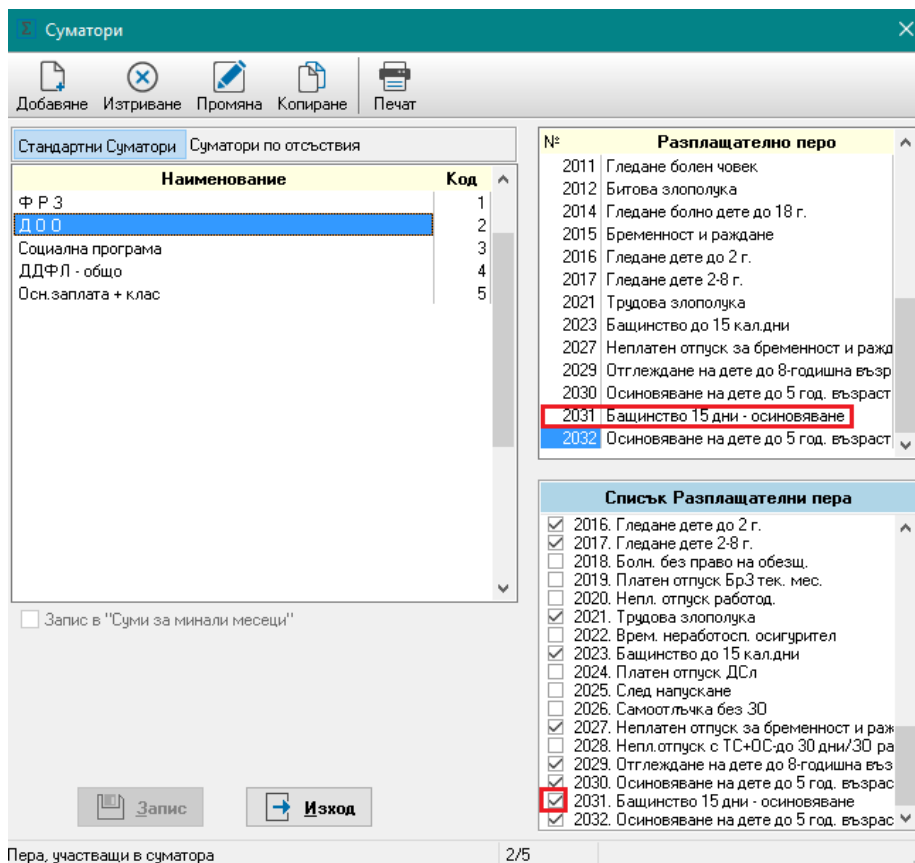 Суматори
Добавяне Изтриване Промяна Копиране Печат
Стандартни Суматори Суматори по отсъствия
Наименование Код
Ф Р З 1
Д О О 2
Социална програма 3
ДДФЛ - общо 4
Осн.заплата + клас 5
Запис в "Суми за минали месеци"
Запис Изход
№ Разплащателно перо
2011 Гледане болен човек
2012 Битова злополука
2014 Гледане болно дете до 18 г.
2015 Бременност и раждане
2016 Гледане дете до 2 г.
2017 Гледане дете 2-8 г.
2021 Трудова злополука
2023 Бащинство до 15 кал.дни
2027 Неплатен отпуск за бременност и ражд
2029 Отглеждане на дете до 8-годишна възр
2030 Осиновяване на дете до 5 год. възраст
2031 Бащинство 15 дни - осиновяване
2032 Осиновяване на дете до 5 год. възраст
Списък Разплащателни пера
2016. Гледане дете до 2 г.
2017. Гледане дете 2-8 г.
2018. Болн. без право на обезщ.
2019. Платен отпуск БрЗ тек. мес.
2020. Непл. отпуск работод.
2021. Трудова злополука
2022. Врем. неработосп. осигурител
2023. Бащинство до 15 кал.дни
2024. Платен отпуск ДСл
2025. След напускане
2026. Самоотлъчка без ЗО
2027. Неплатен отпуск за бременност и раж
2028. Непл.отпуск с ТС+ОС-до 30 дни/ЗО ра
2029. Отглеждане на дете до 8-годишна въз
2030. Осиновяване на дете до 5 год. възрас
2031. Бащинство 15 дни - осиновяване
2032. Осиновяване на дете до 5 год. възрас
Пера, участващи в суматора 2/5